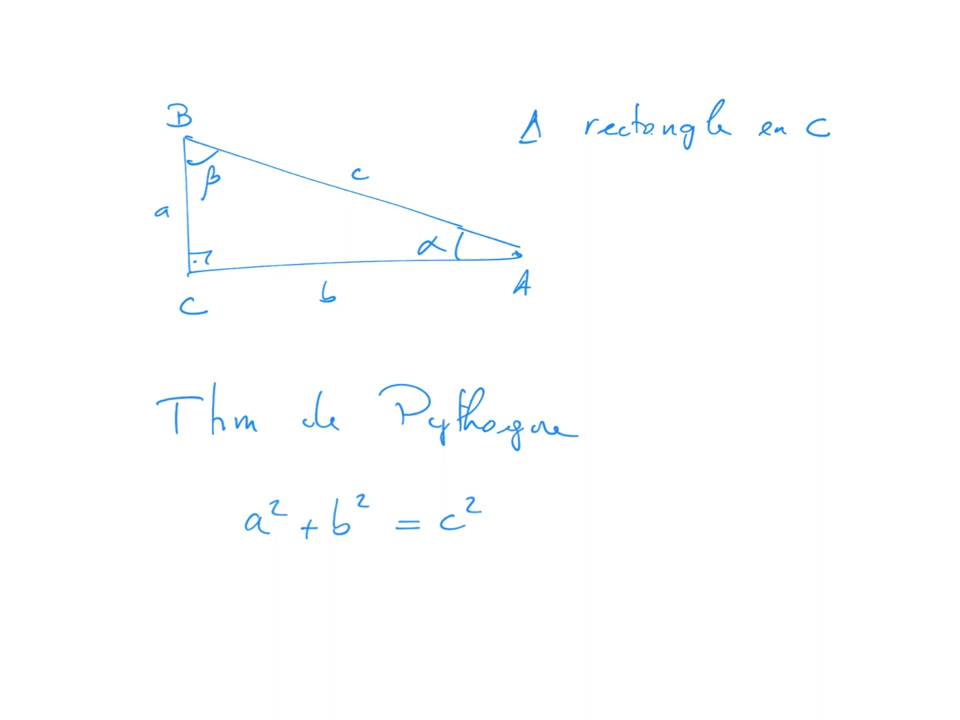 B
Δ rectangle en C
β
c
a
α
A
b
C
Thm de Pythagore
a² + b² = c²